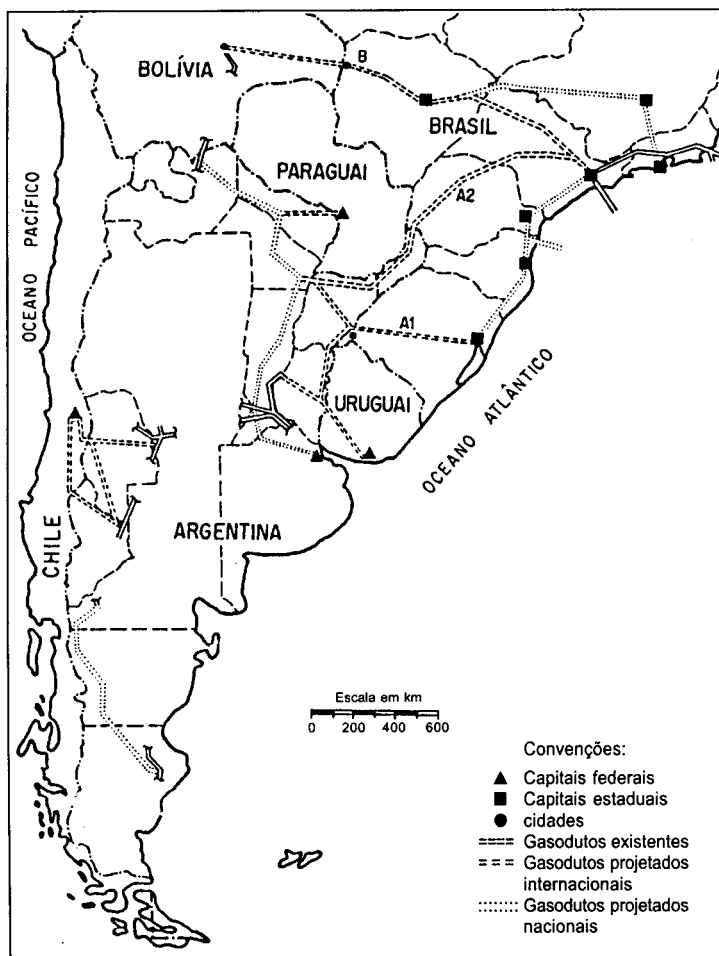 BOLÍVIA
B
BRASIL
PARAGUAI
A2
OCEANO PACÍFICO
A1
URUGUAI
OCEANO ATLÂNTICO
ARGENTINA
CHILE
Escala em km
0 200 400 600
Convenções:
Capitais federais
Capitais estaduais
cidades
Gasodutos existentes
Gasodutos projetados
internacionais
Gasodutos projetados
nacionais